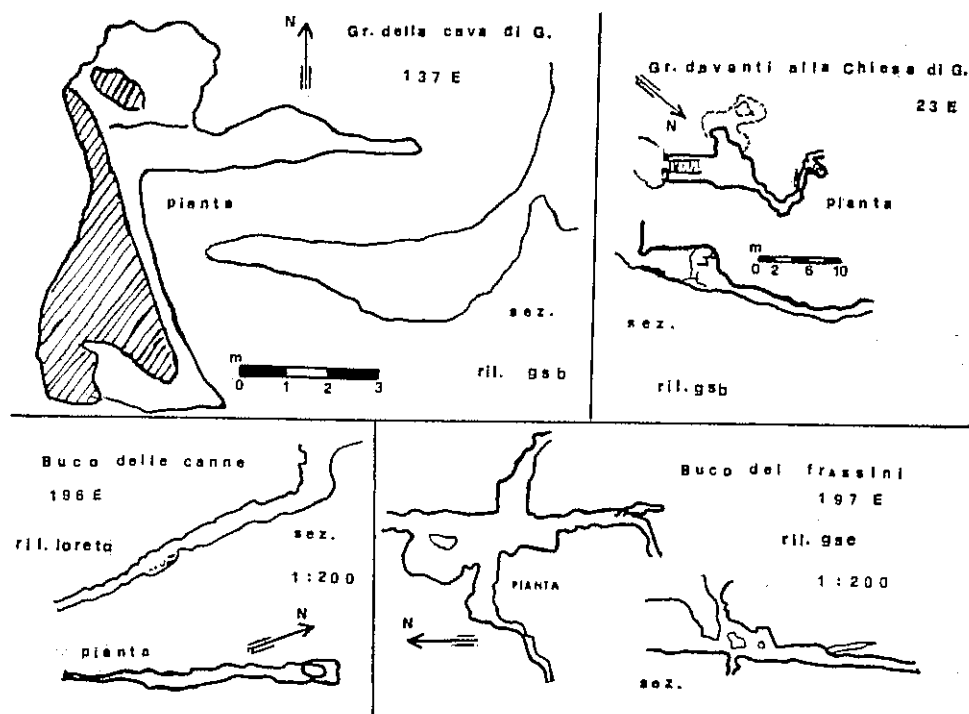 N
Gr. della cava di G.
137 E
pianta
sez.
m
0 1 2 3
ril. gsb
Gr. davanti alla Chiesa di G.
23 E
N
pianta
m
0 2 6 10
sez.
ril. gsb
Buco delle canne
196 E
ril. loreta
sez.
1:200
N
pianta
Buco dei frAssini
197 E
ril. gse
PIANTA
1:200
N
sez.